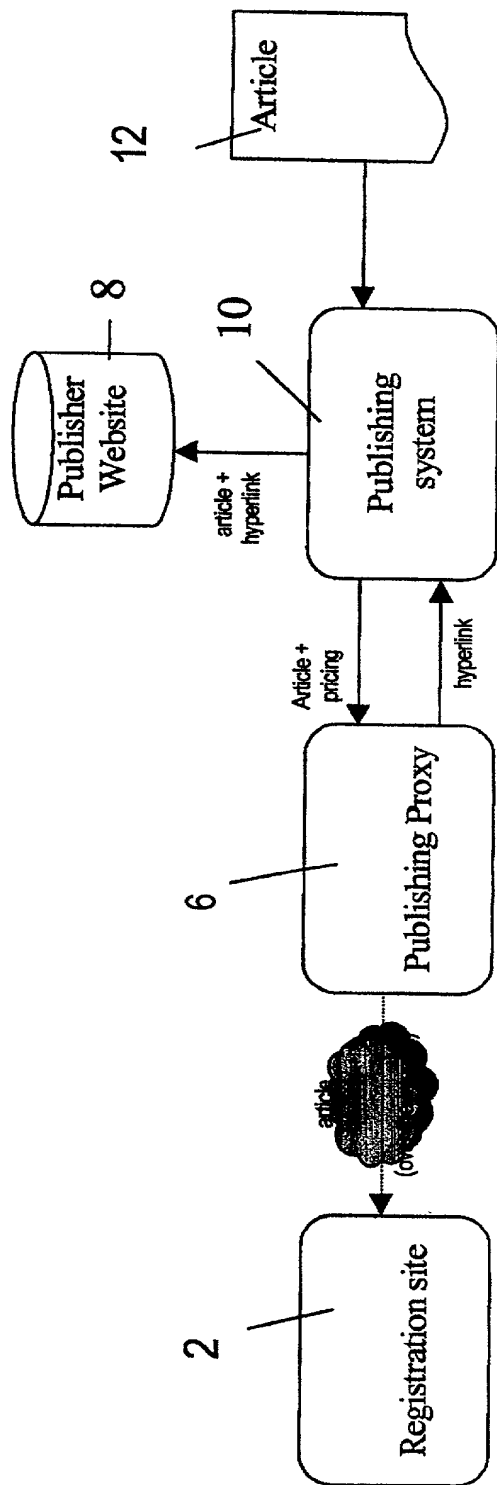 12
Article
8
Publisher
Website
10
article +
hyperlink
Publishing
system
Article +
pricing
hyperlink
6
Publishing Proxy
article
2
Registration site